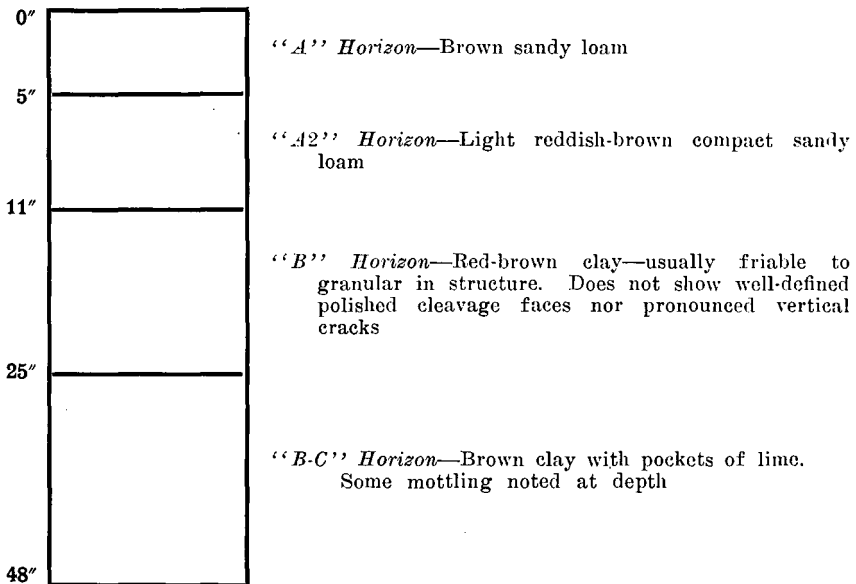 0″
"A" Horizon—Brown sandy loam
5″
"A2" Horizon—Light reddish-brown compact sandy
loam
11″
"B" Horizon—Red-brown clay—usually friable to
granular in structure. Does not show well-defined
polished cleavage faces nor pronounced vertical
cracks
25″
"B-C" Horizon—Brown clay with pockets of lime.
Some mottling noted at depth
48″